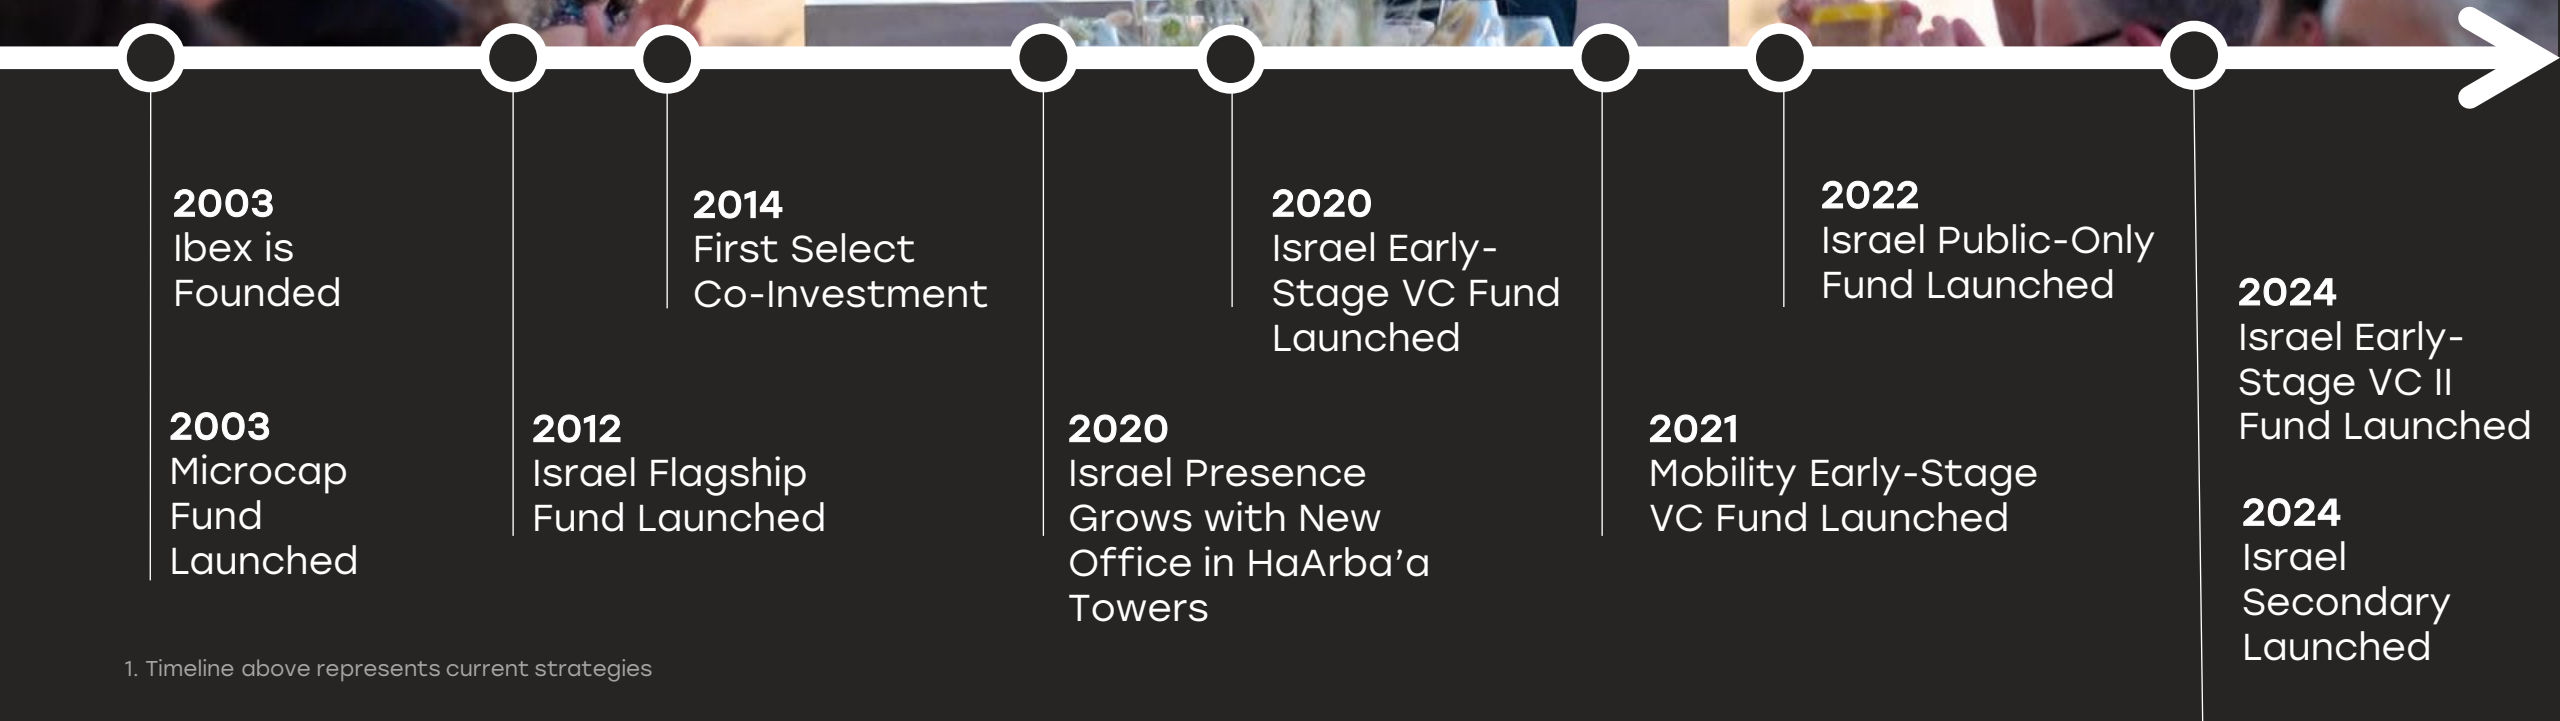 2003
Ibex is
Founded
2003
Microcap
Fund
Launched
2012
Israel Flagship
Fund Launched
2014
First Select
Co-Investment
2020
Israel Presence
Grows with New
Office in HaArba’a
Towers
2020
Israel Early-
Stage VC Fund
Launched
2021
Mobility Early-Stage
VC Fund Launched
2022
Israel Public-Only
Fund Launched
2024
Israel Early-
Stage VC II
Fund Launched
2024
Israel
Secondary
Launched
1. Timeline above represents current strategies